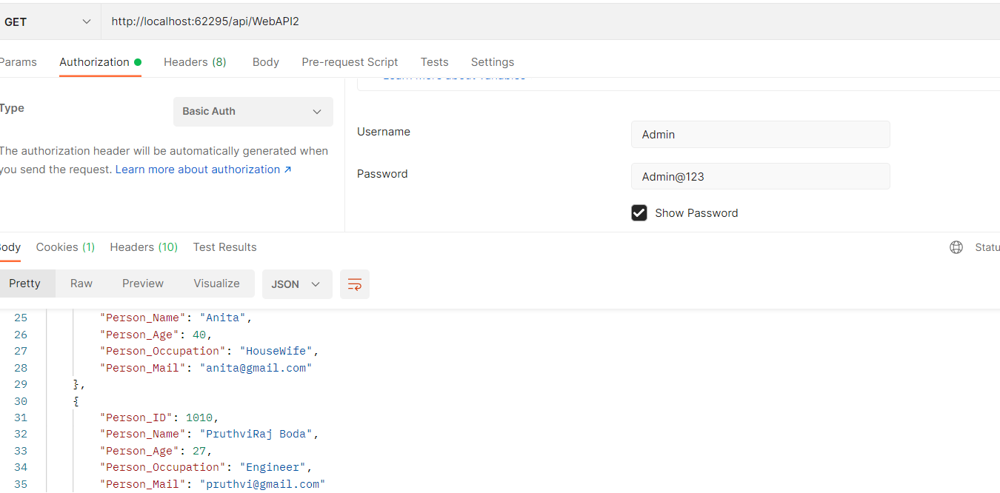 GET http://localhost:62295/api/WebAPI2
Params Authorization Headers (8) Body Pre-request Script Tests Settings
Type
Basic Auth
The authorization header will be automatically generated when
you send the request. Learn more about authorization ↗
Username Admin
Password Admin@123
Show Password
Body Cookies (1) Headers (10) Test Results Statu
Pretty Raw Preview Visualize JSON
25 "Person_Name": "Anita",
26 "Person_Age": 40,
27 "Person_Occupation": "HouseWife",
28 "Person_Mail": "anita@gmail.com"
29 },
30 {
31 "Person_ID": 1010,
32 "Person_Name": "PruthviRaj Boda",
33 "Person_Age": 27,
34 "Person_Occupation": "Engineer",
35 "Person_Mail": "pruthvi@gmail.com"